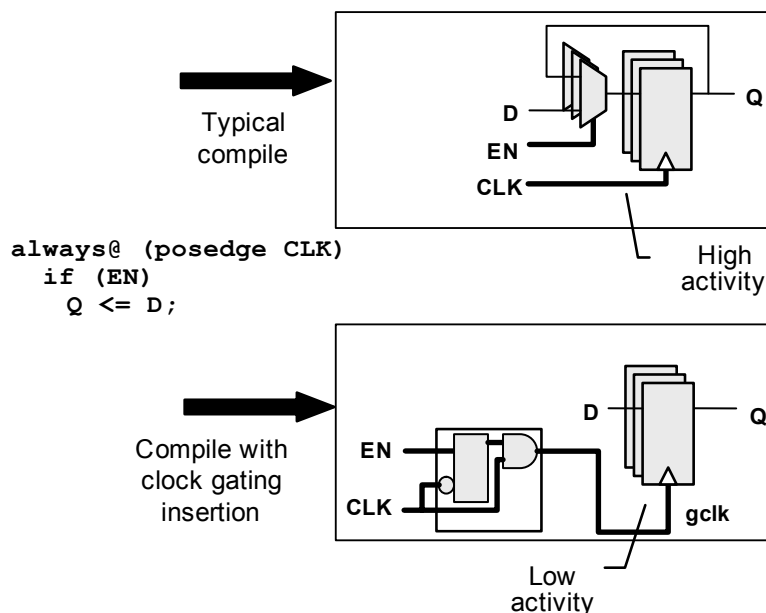 Typical
compile
D
EN
CLK
Q
High
activity
always@ (posedge CLK)
if (EN)
Q <= D;
Compile with
clock gating
insertion
EN
CLK
D
Q
gclk
Low
activity